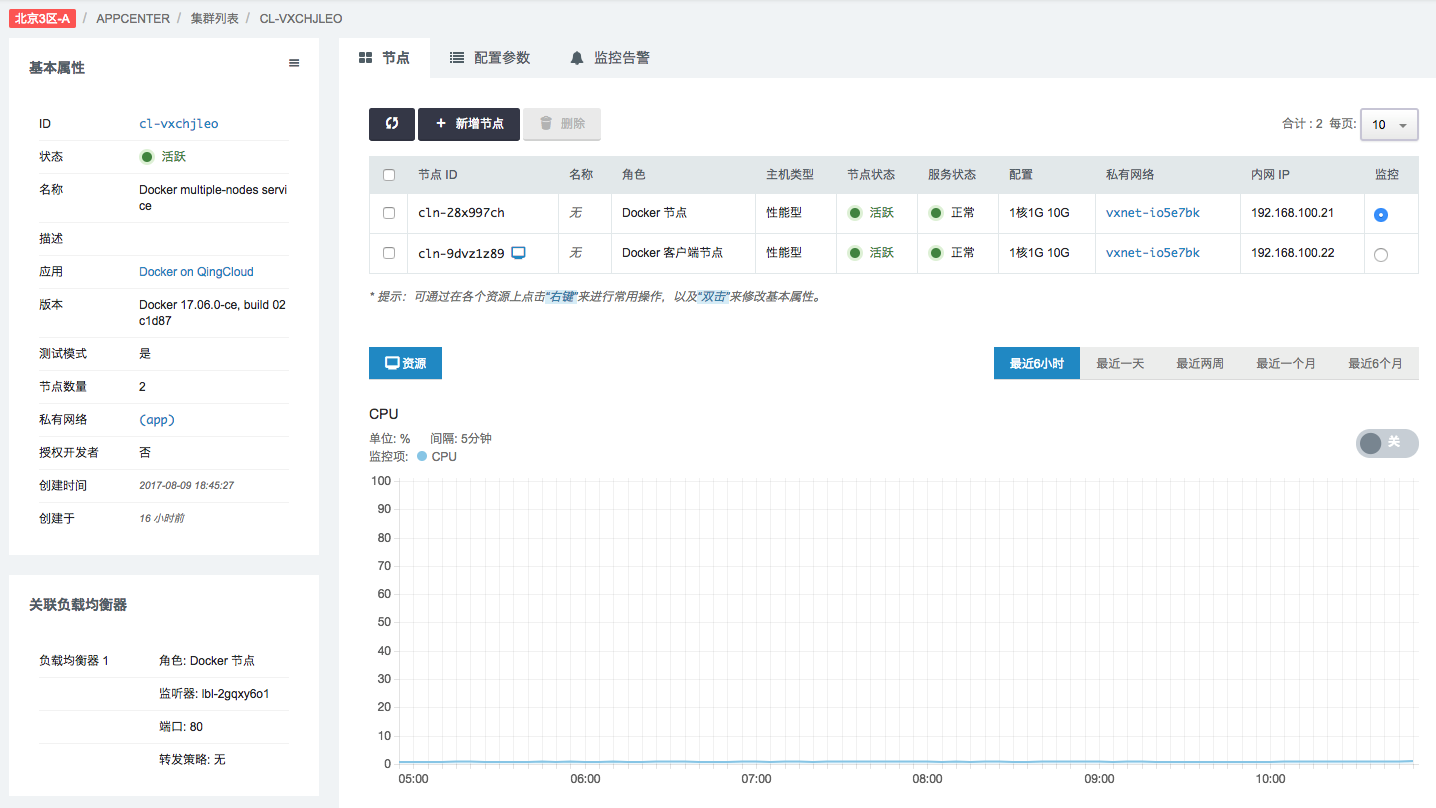 北京3区-A / APPCENTER / 集群列表 / CL-VXCHJLEO
基本属性
ID cl-vxchjleo
状态 活跃
名称 Docker multiple-nodes servi
ce
描述
应用 Docker on QingCloud
版本 Docker 17.06.0-ce, build 02
c1d87
测试模式 是
节点数量 2
私有网络 (app)
授权开发者 否
创建时间 2017-08-09 18:45:27
创建于 16 小时前
关联负载均衡器
负载均衡器 1 角色: Docker 节点
监听器: lbl-2gqxy6o1
端口: 80
转发策略: 无
节点 配置参数 监控告警
+ 新增节点 删除 合计 : 2 每页: 10
节点 ID 名称 角色 主机类型 节点状态 服务状态 配置 私有网络 内网 IP 监控
cln-28x997ch 无 Docker 节点 性能型 活跃 正常 1核1G 10G vxnet-io5e7bk 192.168.100.21
cln-9dvz1z89 无 Docker 客户端节点 性能型 活跃 正常 1核1G 10G vxnet-io5e7bk 192.168.100.22
* 提示：可通过在各个资源上点击“右键”来进行常用操作，以及“双击”来修改基本属性。
资源 最近6小时 最近一天 最近两周 最近一个月 最近6个月
CPU
单位: % 间隔: 5分钟
监控项: CPU
关
100
90
80
70
60
50
40
30
20
10
0
05:00 06:00 07:00 08:00 09:00 10:00